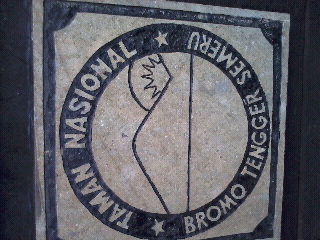 TAMAN NASIONAL
BROMO TENGGER SEMERU